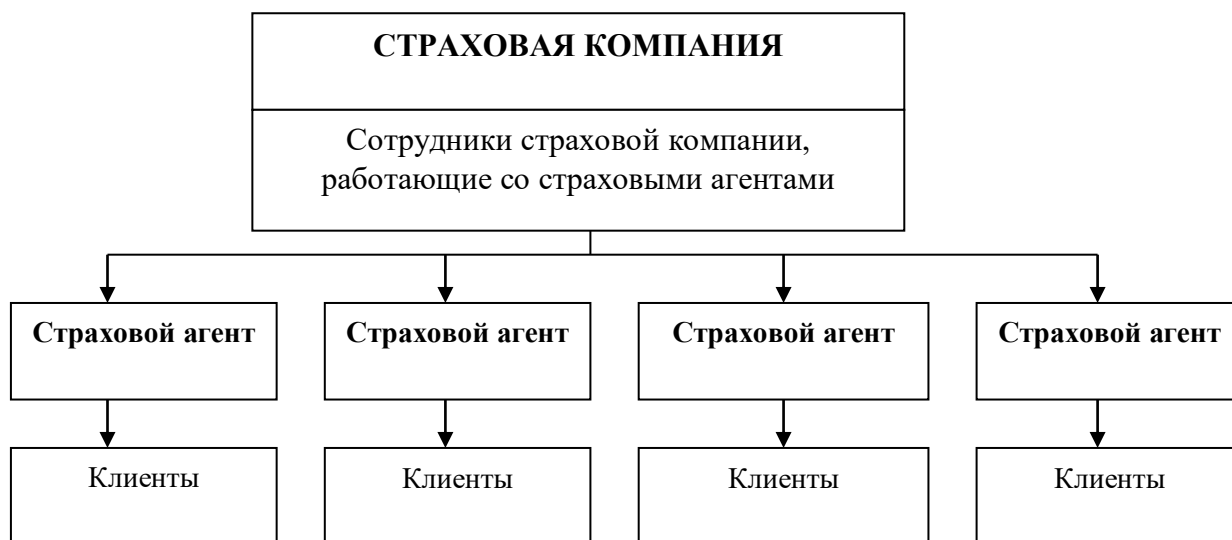 СТРАХОВАЯ КОМПАНИЯ
Сотрудники страховой компании,
работающие со страховыми агентами
Страховой агент
Страховой агент
Страховой агент
Страховой агент
Клиенты
Клиенты
Клиенты
Клиенты